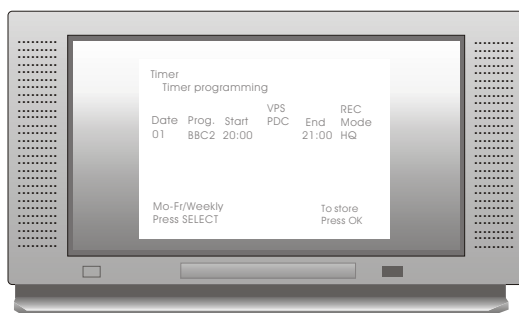 Timer
Timer programming
VPS REC
Date Prog. Start PDC End Mode
01 BBC2 20:00 21:00 HQ
Mo-Fr/Weekly To store
Press SELECT Press OK